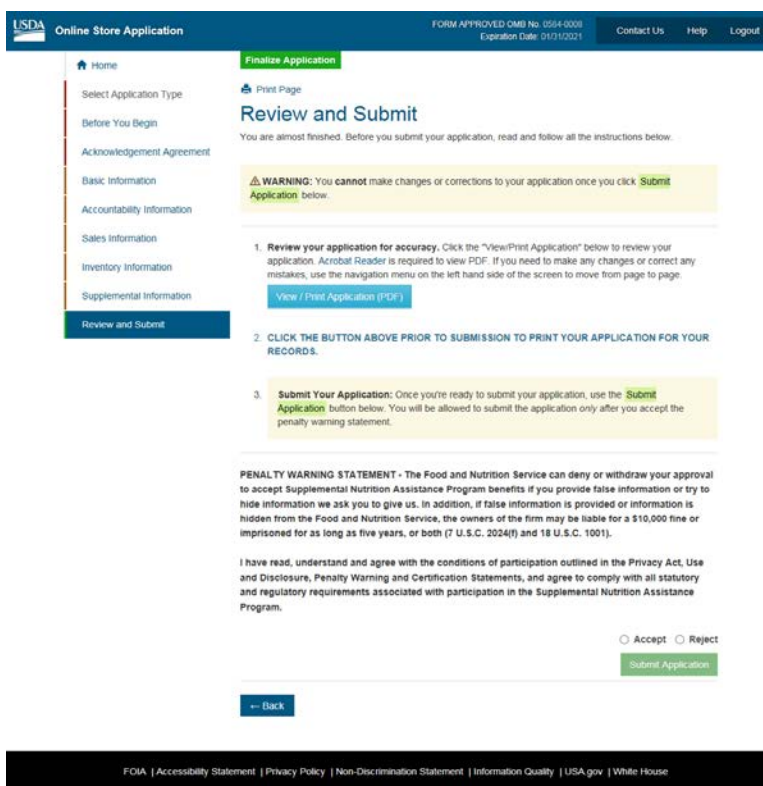 USDA Online Store Application
FORM APPROVED OMB No. 0584-0008
Expiration Date: 01/31/2021
Contact Us Help Logout
Home
Select Application Type
Before You Begin
Acknowledgement Agreement
Basic Information
Accountability Information
Sales Information
Inventory Information
Supplemental Information
Review and Submit
Finalize Application
Print Page
Review and Submit
You are almost finished. Before you submit your application, read and follow all the instructions below.
WARNING: You cannot make changes or corrections to your application once you click Submit
Application below.
1. Review your application for accuracy. Click the "View/Print Application" below to review your
application. Acrobat Reader is required to view PDF. If you need to make any changes or correct any
mistakes, use the navigation menu on the left hand side of the screen to move from page to page.
View / Print Application (PDF)
2. CLICK THE BUTTON ABOVE PRIOR TO SUBMISSION TO PRINT YOUR APPLICATION FOR YOUR
RECORDS.
3. Submit Your Application: Once you're ready to submit your application, use the Submit
Application button below. You will be allowed to submit the application only after you accept the
penalty warning statement.
PENALTY WARNING STATEMENT - The Food and Nutrition Service can deny or withdraw your approval
to accept Supplemental Nutrition Assistance Program benefits if you provide false information or try to
hide information we ask you to give us. In addition, if false information is provided or information is
hidden from the Food and Nutrition Service, the owners of the firm may be liable for a $10,000 fine or
imprisoned for as long as five years, or both (7 U.S.C. 2024(f) and 18 U.S.C. 1001).
I have read, understand and agree with the conditions of participation outlined in the Privacy Act, Use
and Disclosure, Penalty Warning and Certification Statements, and agree to comply with all statutory
and regulatory requirements associated with participation in the Supplemental Nutrition Assistance
Program.
Accept Reject
Submit Application
← Back
FOIA | Accessibility Statement | Privacy Policy | Non-Discrimination Statement | Information Quality | USA.gov | White House